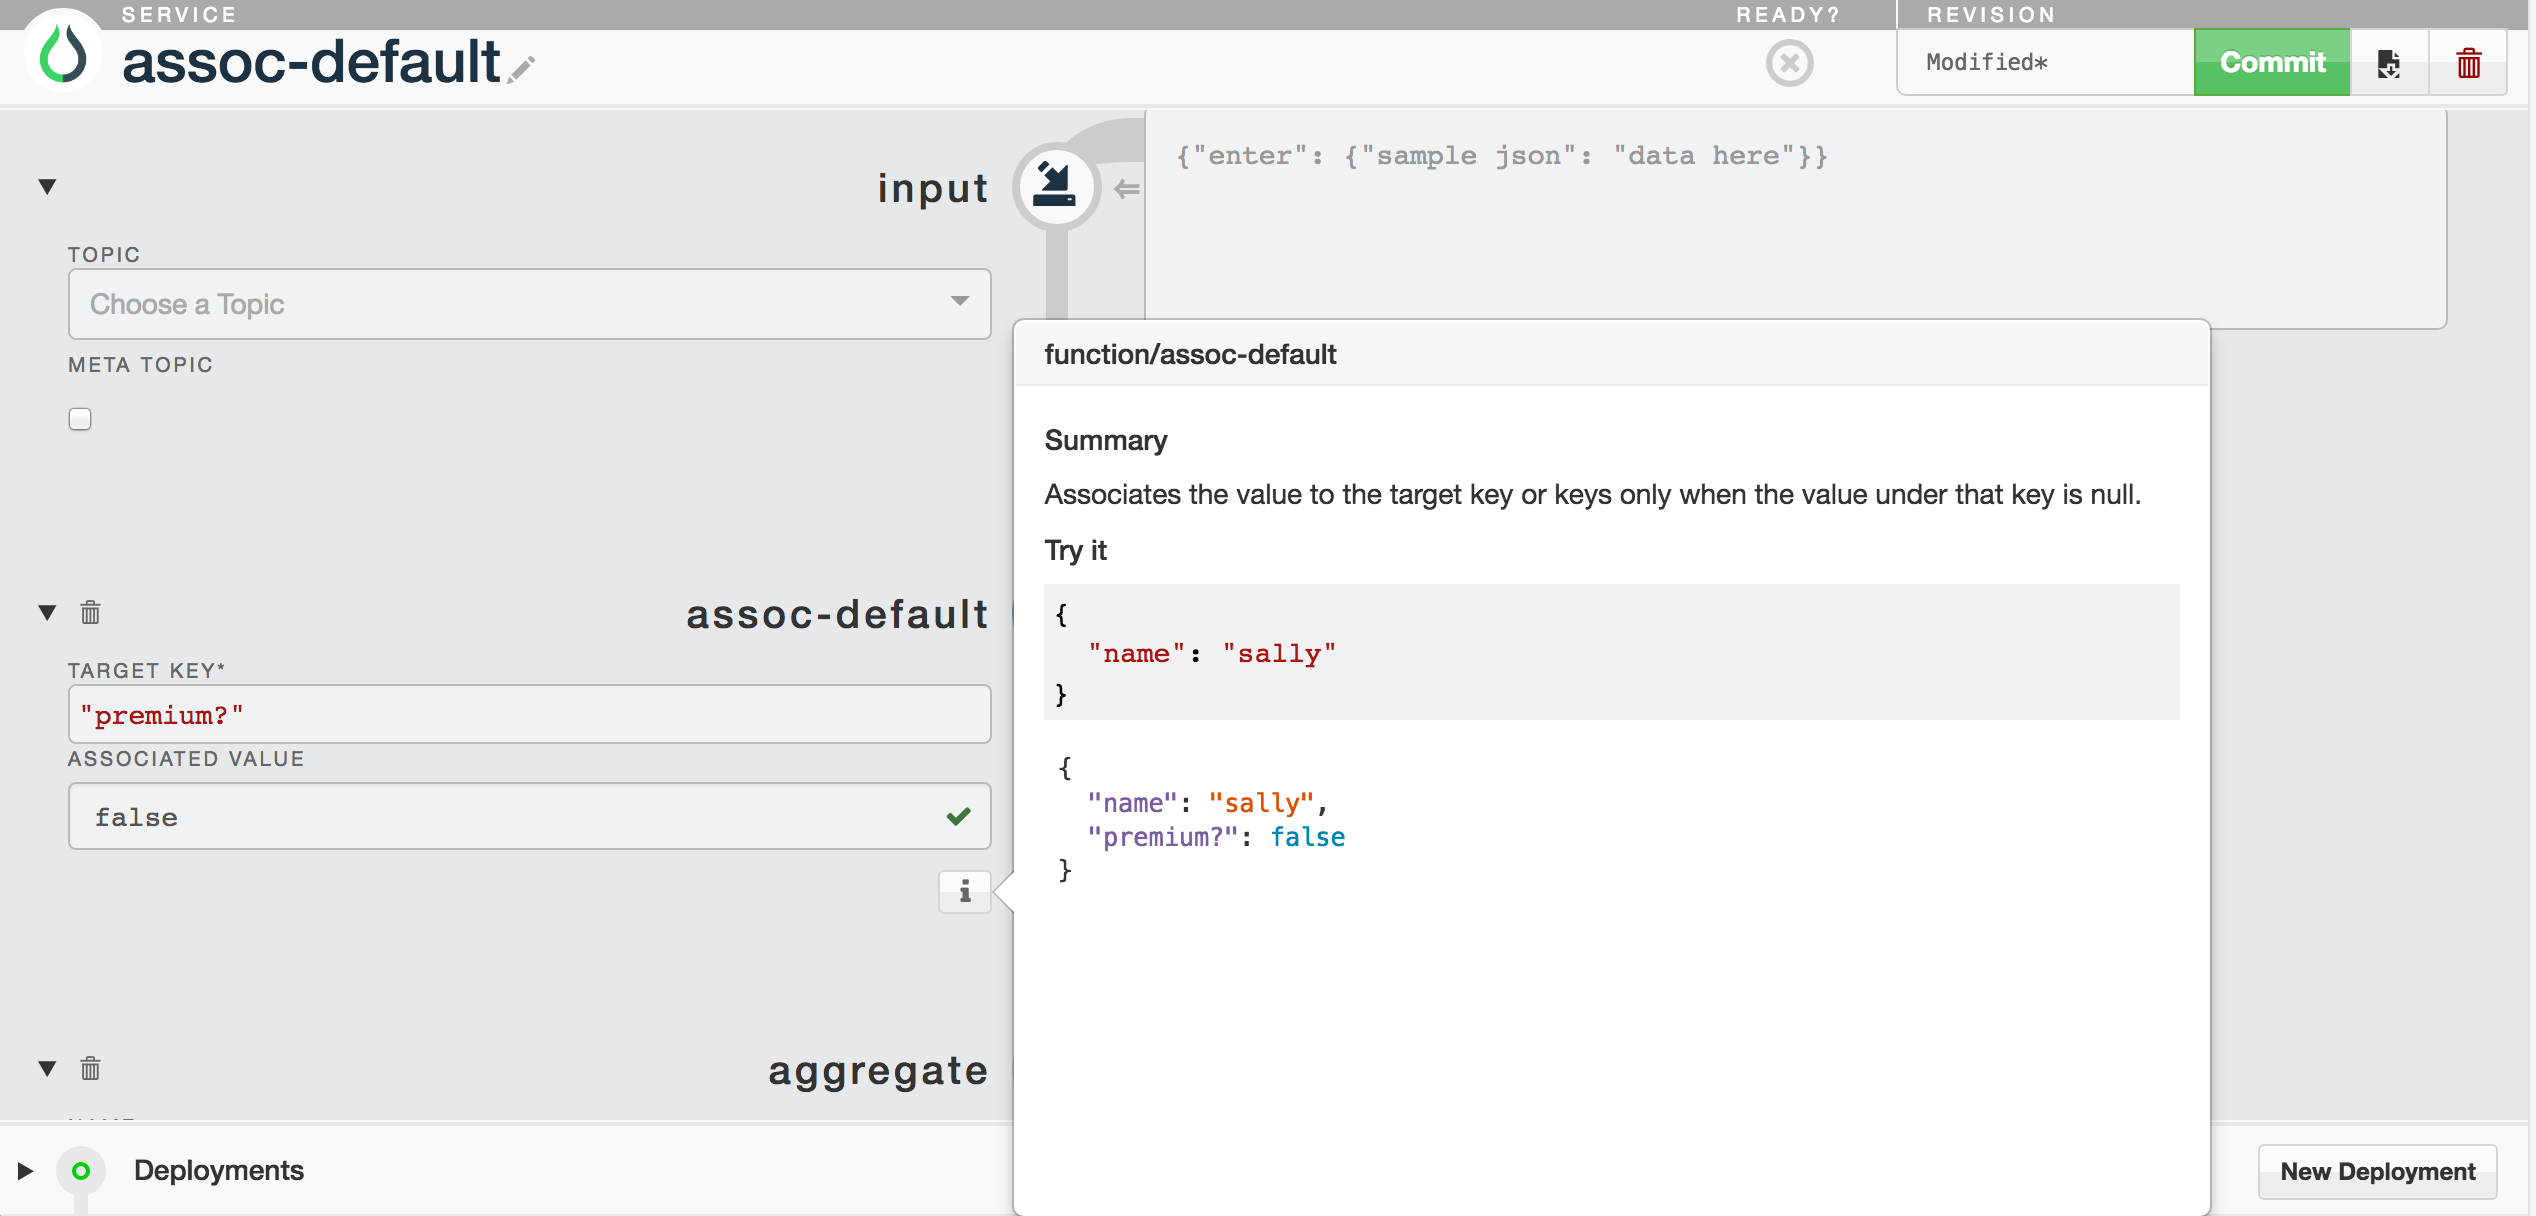 SERVICE
READY?
REVISION
assoc-default
Modified*
Commit
input
{"enter": {"sample json": "data here"}}
TOPIC
Choose a Topic
META TOPIC
function/assoc-default
Summary
Associates the value to the target key or keys only when the value under that key is null.
Try it
{
"name": "sally"
}
{
"name": "sally",
"premium?": false
}
assoc-default
TARGET KEY*
"premium?"
ASSOCIATED VALUE
false
i
aggregate
Deployments
New Deployment